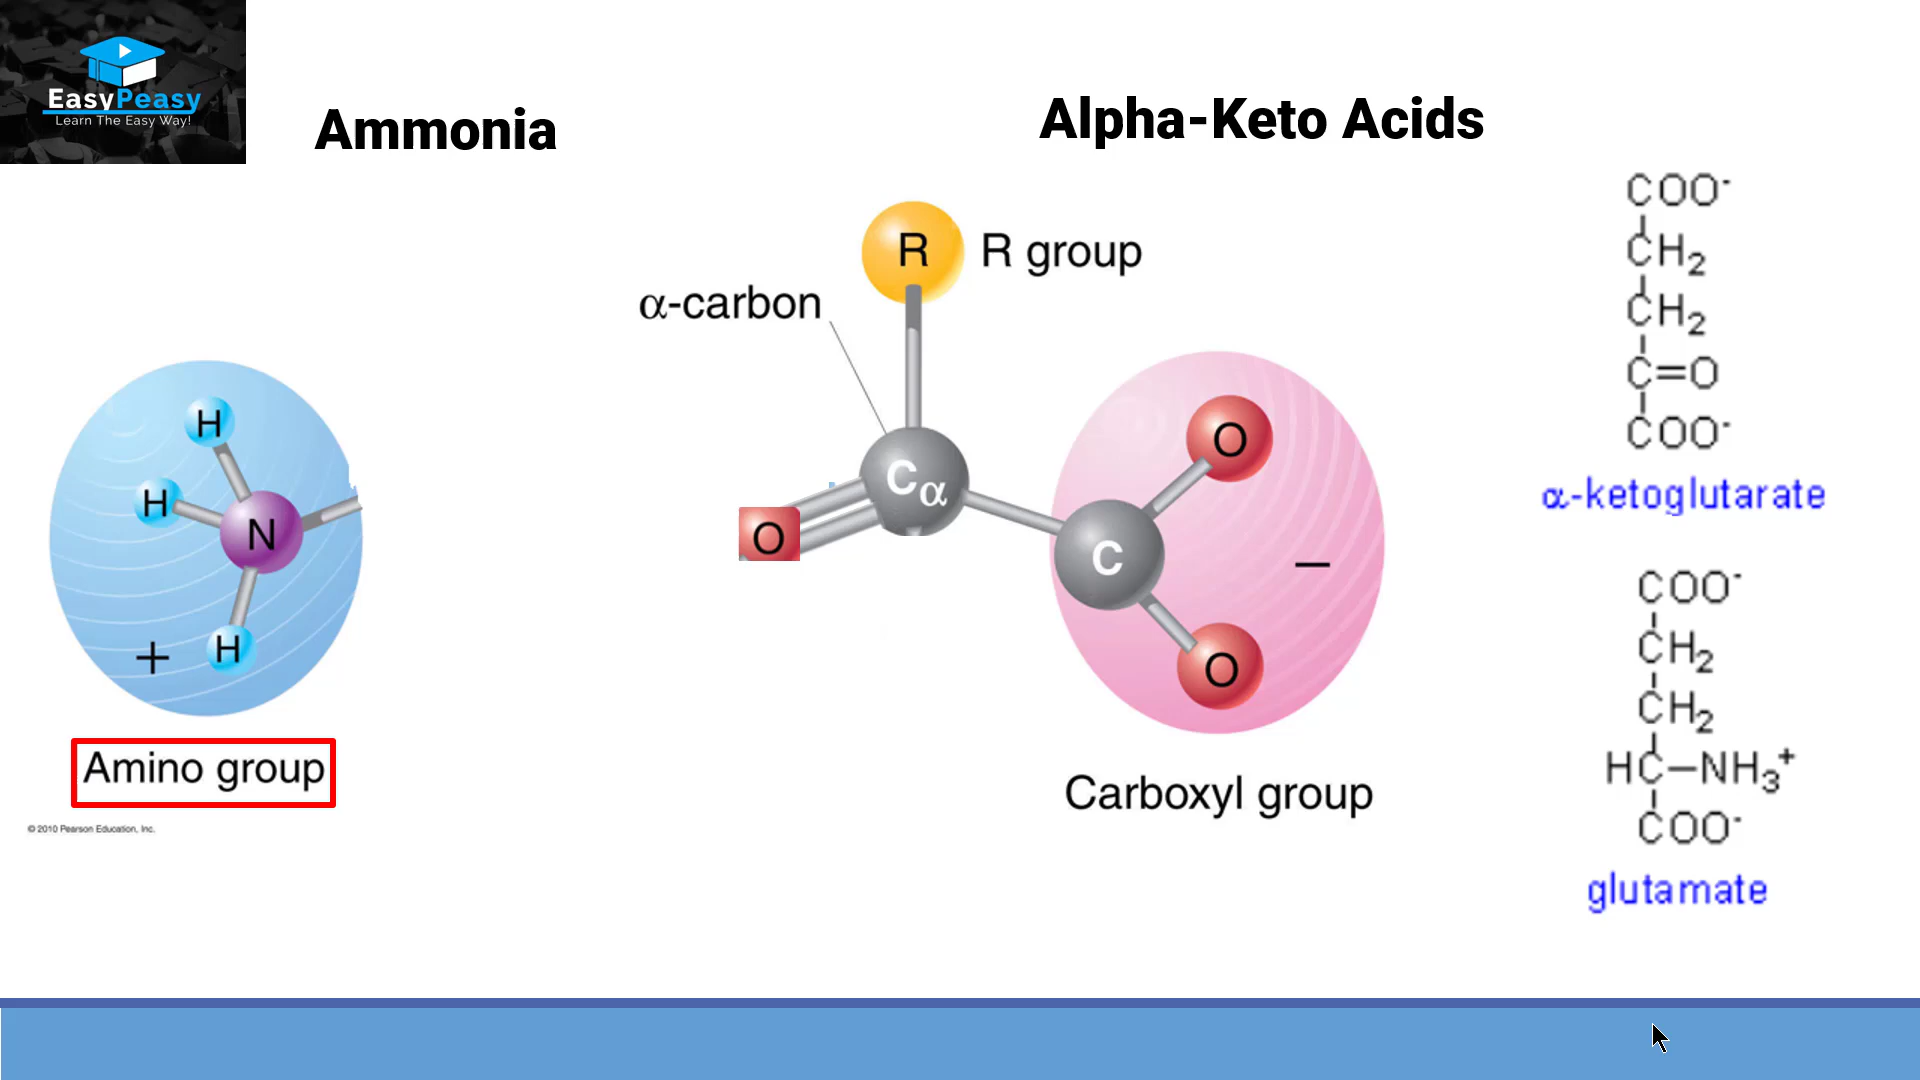 EasyPeasy
Learn The Easy Way!
Ammonia
Alpha-Keto Acids
R
R group
α-carbon
Cα
O
O
C
O
−
Carboxyl group
H
H
N
H
+
Amino group
© 2010 Pearson Education, Inc.
COO⁻
CH₂
CH₂
C=O
COO⁻
α-ketoglutarate
COO⁻
CH₂
CH₂
HC–NH₃⁺
COO⁻
glutamate